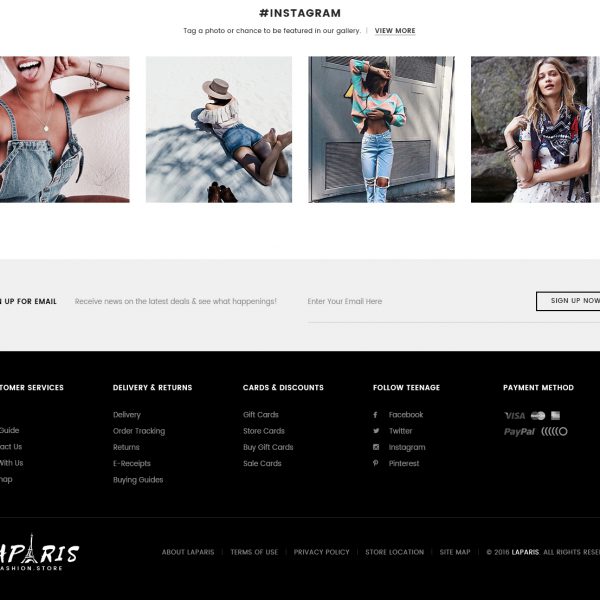 #INSTAGRAM
Tag a photo or chance to be featured in our gallery. | VIEW MORE
UP FOR EMAIL Receive news on the latest deals & see what happenings! Enter Your Email Here SIGN UP NOW
TOMER SERVICES DELIVERY & RETURNS CARDS & DISCOUNTS FOLLOW TEENAGE PAYMENT METHOD
Delivery Gift Cards Facebook VISA
Guide Order Tracking Store Cards Twitter PayPal
act Us Returns Buy Gift Cards Instagram
With Us E-Receipts Sale Cards Pinterest
map Buying Guides
APARIS
ASHION.STORE
ABOUT LAPARIS | TERMS OF USE | PRIVACY POLICY | STORE LOCATION | SITE MAP | © 2016 LAPARIS. ALL RIGHTS RESE